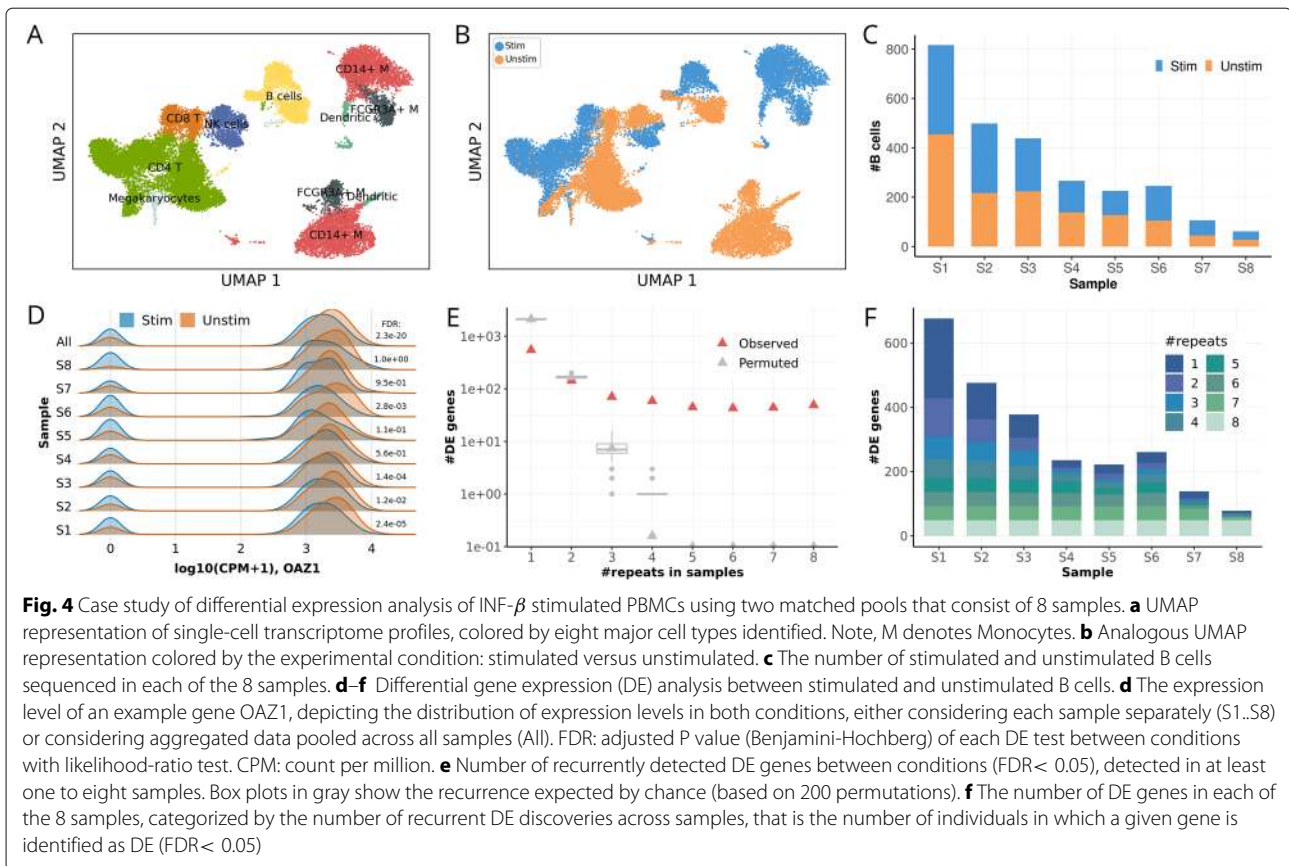 A
CD14+ M
B cells
FCGR3A+ M
CD8 T
NK cells
Dendritic
CD4 T
Megakaryocytes
FCGR3A+ M
Dendritic
CD14+ M
UMAP 2
UMAP 1
B
Stim
Unstim
UMAP 2
UMAP 1
C
800
600
400
200
0
#B cells
Stim
Unstim
S1 S2 S3 S4 S5 S6 S7 S8
Sample
D
Stim Unstim
FDR:
All 2.3e-20
S8 1.0e+00
S7 9.5e-01
S6 2.8e-03
S5 1.1e-01
S4 5.6e-01
S3 1.4e-04
S2 1.2e-02
S1 2.4e-05
Sample
0 1 2 3 4
log10(CPM+1), OAZ1
E
1e+03
1e+02
1e+01
1e+00
1e-01
#DE genes
Observed
Permuted
1 2 3 4 5 6 7 8
#repeats in samples
F
600
400
200
0
#DE genes
#repeats
1 5
2 6
3 7
4 8
S1 S2 S3 S4 S5 S6 S7 S8
Sample
Fig. 4 Case study of differential expression analysis of INF-β stimulated PBMCs using two matched pools that consist of 8 samples. a UMAP
representation of single-cell transcriptome profiles, colored by eight major cell types identified. Note, M denotes Monocytes. b Analogous UMAP
representation colored by the experimental condition: stimulated versus unstimulated. c The number of stimulated and unstimulated B cells
sequenced in each of the 8 samples. d–f Differential gene expression (DE) analysis between stimulated and unstimulated B cells. d The expression
level of an example gene OAZ1, depicting the distribution of expression levels in both conditions, either considering each sample separately (S1..S8)
or considering aggregated data pooled across all samples (All). FDR: adjusted P value (Benjamini-Hochberg) of each DE test between conditions
with likelihood-ratio test. CPM: count per million. e Number of recurrently detected DE genes between conditions (FDR< 0.05), detected in at least
one to eight samples. Box plots in gray show the recurrence expected by chance (based on 200 permutations). f The number of DE genes in each of
the 8 samples, categorized by the number of recurrent DE discoveries across samples, that is the number of individuals in which a given gene is
identified as DE (FDR< 0.05)